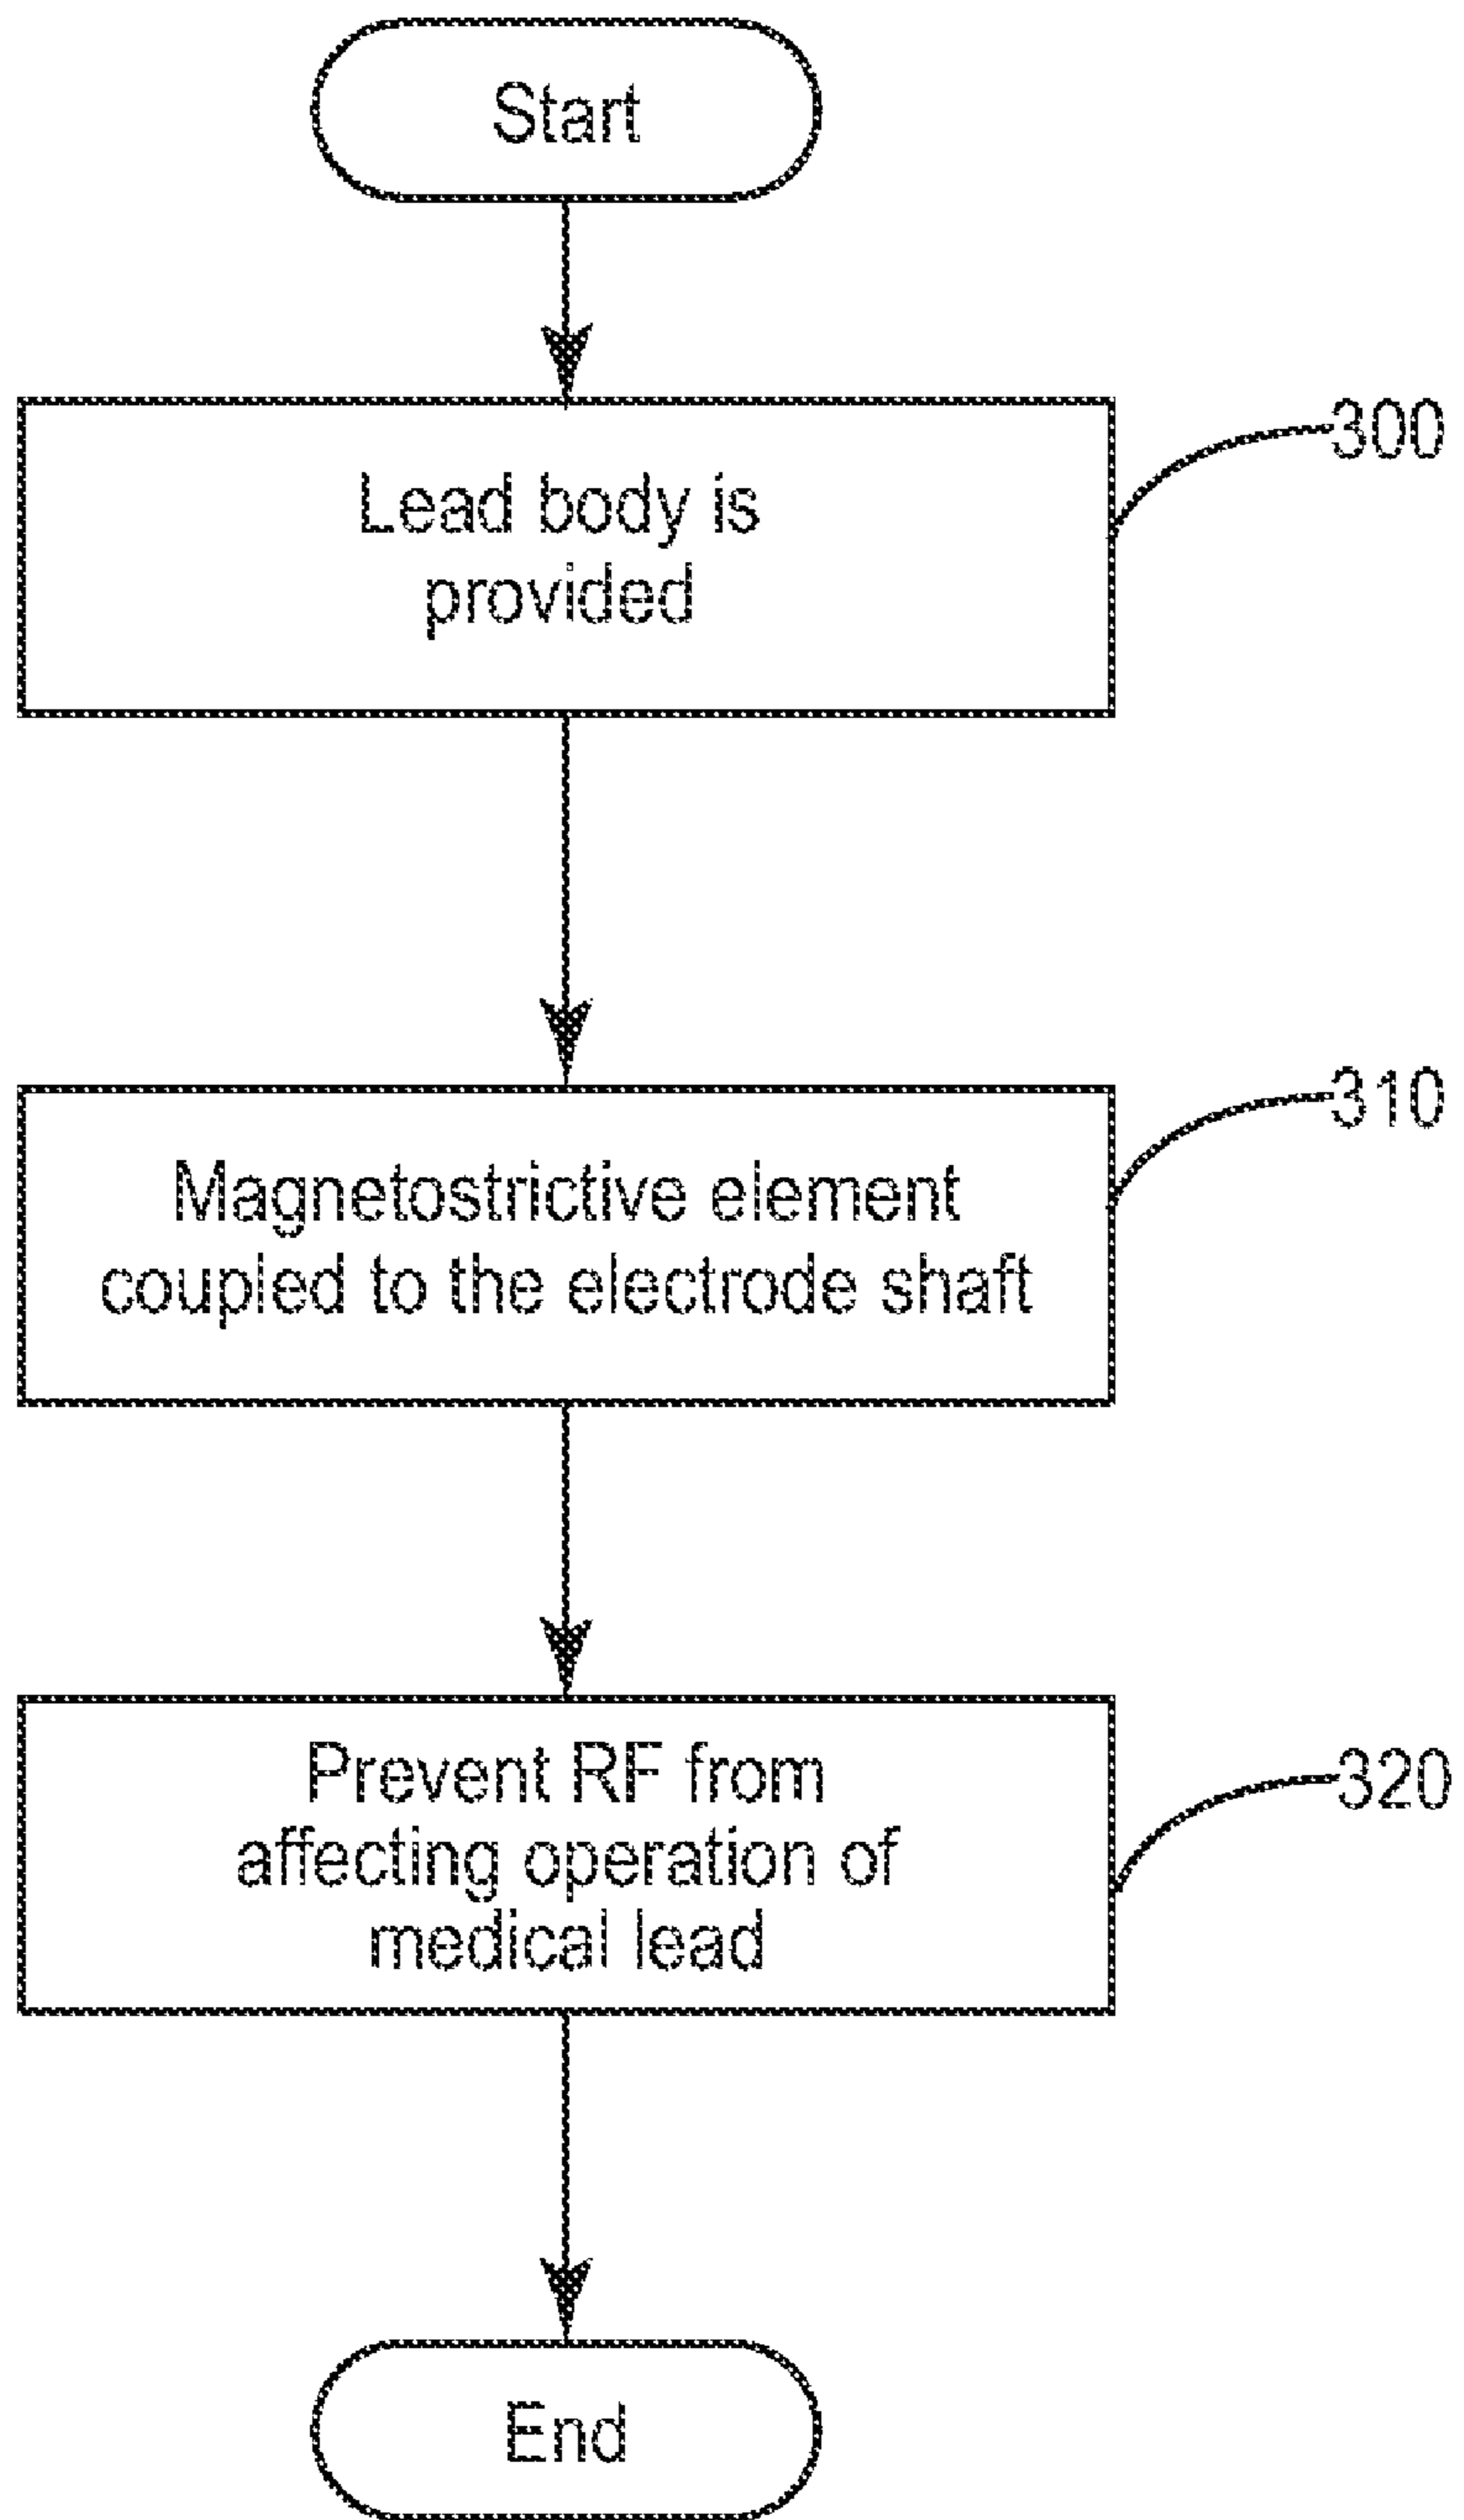 Start
300
Lead body is
provided
310
Magnetostrictive element
coupled to the electrode shaft
320
Prevent RF from
affecting operation of
medical lead
End